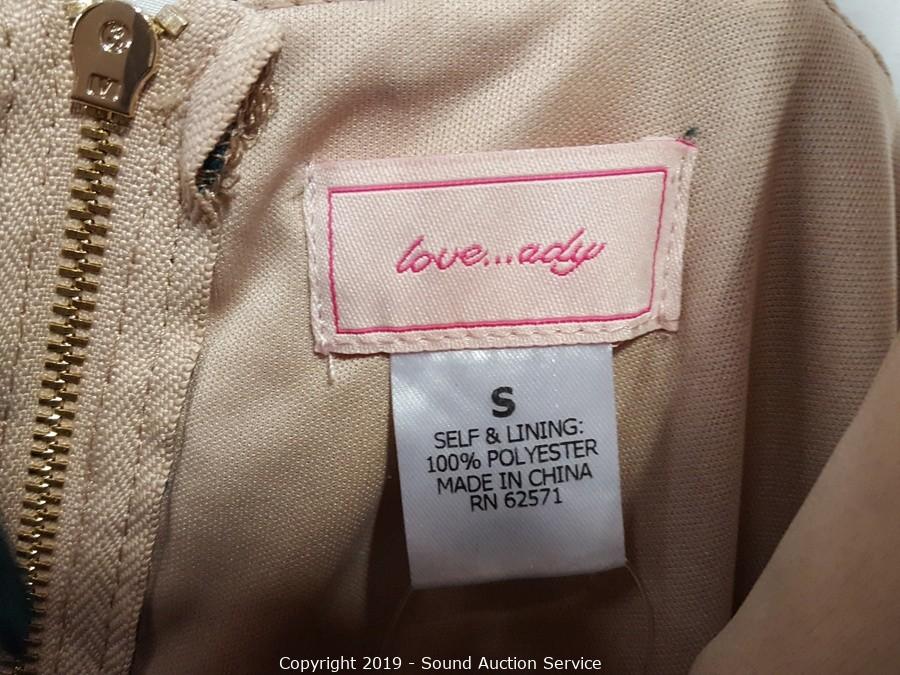 love...ady
S
SELF & LINING:
100% POLYESTER
MADE IN CHINA
RN 62571
Copyright 2019 - Sound Auction Service